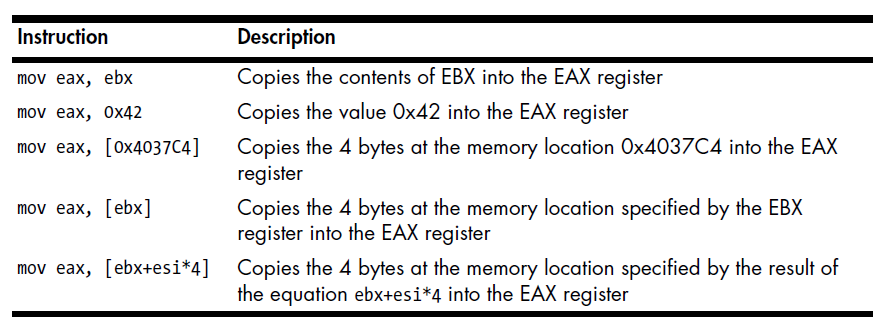 Instruction Description
mov eax, ebx Copies the contents of EBX into the EAX register
mov eax, 0x42 Copies the value 0x42 into the EAX register
mov eax, [0x4037C4] Copies the 4 bytes at the memory location 0x4037C4 into the EAX
register
mov eax, [ebx] Copies the 4 bytes at the memory location specified by the EBX
register into the EAX register
mov eax, [ebx+esi*4] Copies the 4 bytes at the memory location specified by the result of
the equation ebx+esi*4 into the EAX register